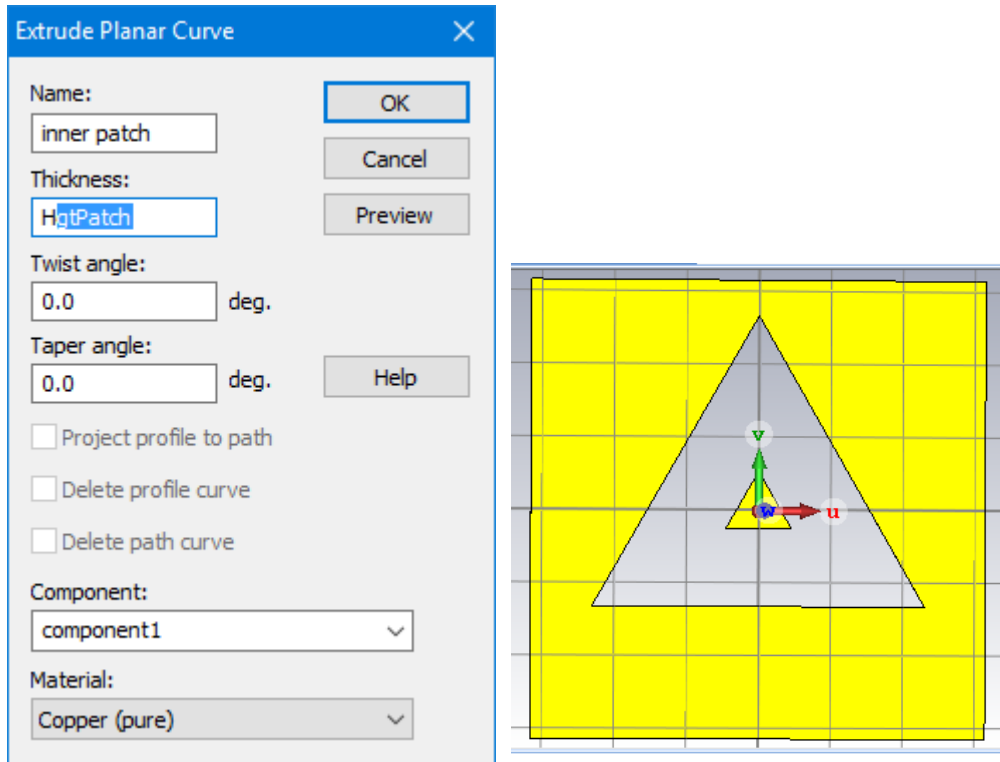 Extrude Planar Curve
Name:
inner patch
Thickness:
HgtPatch
Twist angle:
0.0 deg.
Taper angle:
0.0 deg.
Project profile to path
Delete profile curve
Delete path curve
Component:
component1
Material:
Copper (pure)
OK
Cancel
Preview
Help
v
w
u